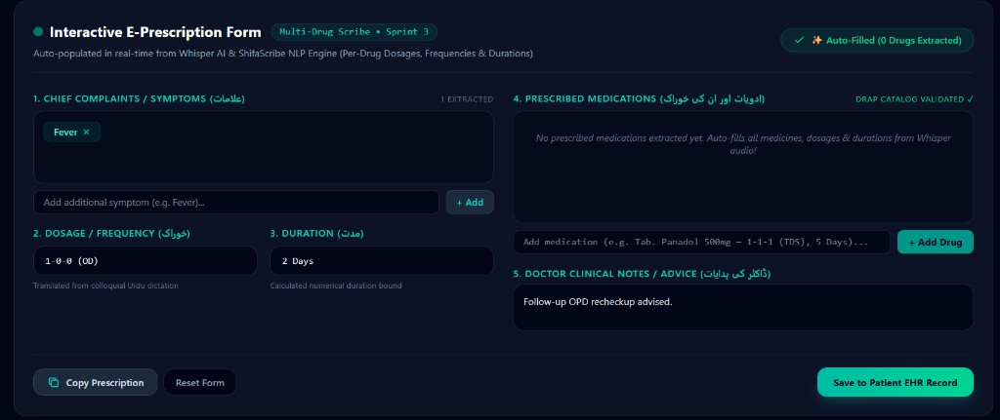 Interactive E-Prescription Form
Multi-Drug Scribe • Sprint 3
Auto-populated in real-time from Whisper AI & ShifaScribe NLP Engine (Per-Drug Dosages, Frequencies & Durations)
✓ ✨ Auto-Filled (0 Drugs Extracted)
1. CHIEF COMPLAINTS / SYMPTOMS (علامات)
1 EXTRACTED
Fever ✕
Add additional symptom (e.g. Fever)...
+ Add
2. DOSAGE / FREQUENCY (خوراک)
1-0-0 (OD)
Translated from colloquial Urdu dictation
3. DURATION (مدت)
2 Days
Calculated numerical duration bound
4. PRESCRIBED MEDICATIONS (ادویات اور ان کی خوراک)
DRAP CATALOG VALIDATED ✓
No prescribed medications extracted yet. Auto-fills all medicines, dosages & durations from Whisper
audio!
Add medication (e.g. Tab. Panadol 500mg — 1-1-1 (TDS), 5 Days)...
+ Add Drug
5. DOCTOR CLINICAL NOTES / ADVICE (ڈاکٹر کی ہدایات)
Follow-up OPD recheckup advised.
Copy Prescription
Reset Form
Save to Patient EHR Record